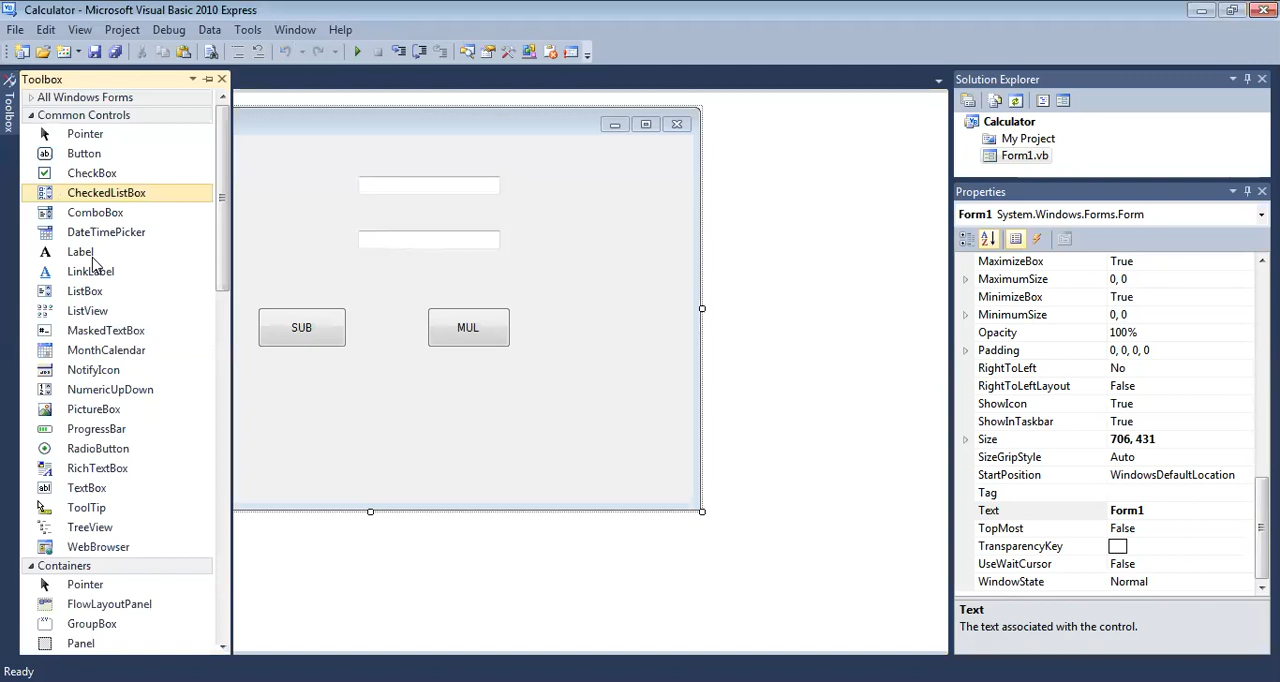 Calculator - Microsoft Visual Basic 2010 Express
File Edit View Project Debug Data Tools Window Help
Toolbox
Toolbox
All Windows Forms
Common Controls
Pointer
Button
CheckBox
CheckedListBox
ComboBox
DateTimePicker
Label
LinkLabel
ListBox
ListView
MaskedTextBox
MonthCalendar
NotifyIcon
NumericUpDown
PictureBox
ProgressBar
RadioButton
RichTextBox
TextBox
ToolTip
TreeView
WebBrowser
Containers
Pointer
FlowLayoutPanel
GroupBox
Panel
SUB
MUL
Solution Explorer
Calculator
My Project
Form1.vb
Properties
Form1 System.Windows.Forms.Form
MaximizeBox True
MaximumSize 0, 0
MinimizeBox True
MinimumSize 0, 0
Opacity 100%
Padding 0, 0, 0, 0
RightToLeft No
RightToLeftLayout False
ShowIcon True
ShowInTaskbar True
Size 706, 431
SizeGripStyle Auto
StartPosition WindowsDefaultLocation
Tag
Text Form1
TopMost False
TransparencyKey
UseWaitCursor False
WindowState Normal
Text
The text associated with the control.
Ready